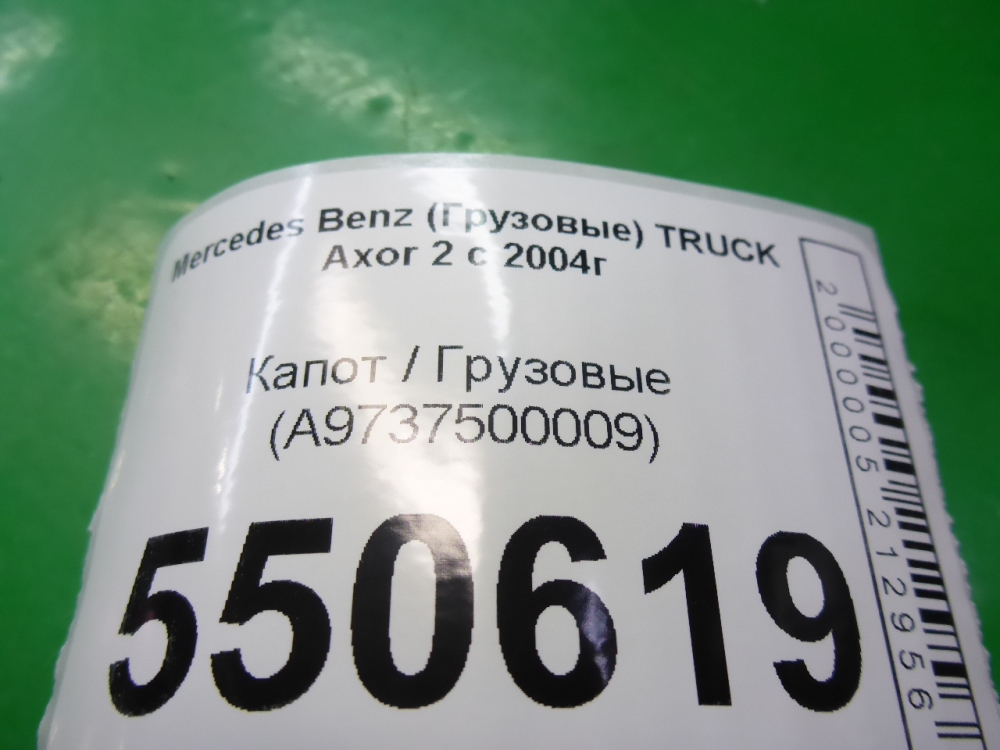 Mercedes Benz (Грузовые) TRUCK
Axor 2 с 2004г
Капот / Грузовые
(A9737500009)
550619
2000005212956